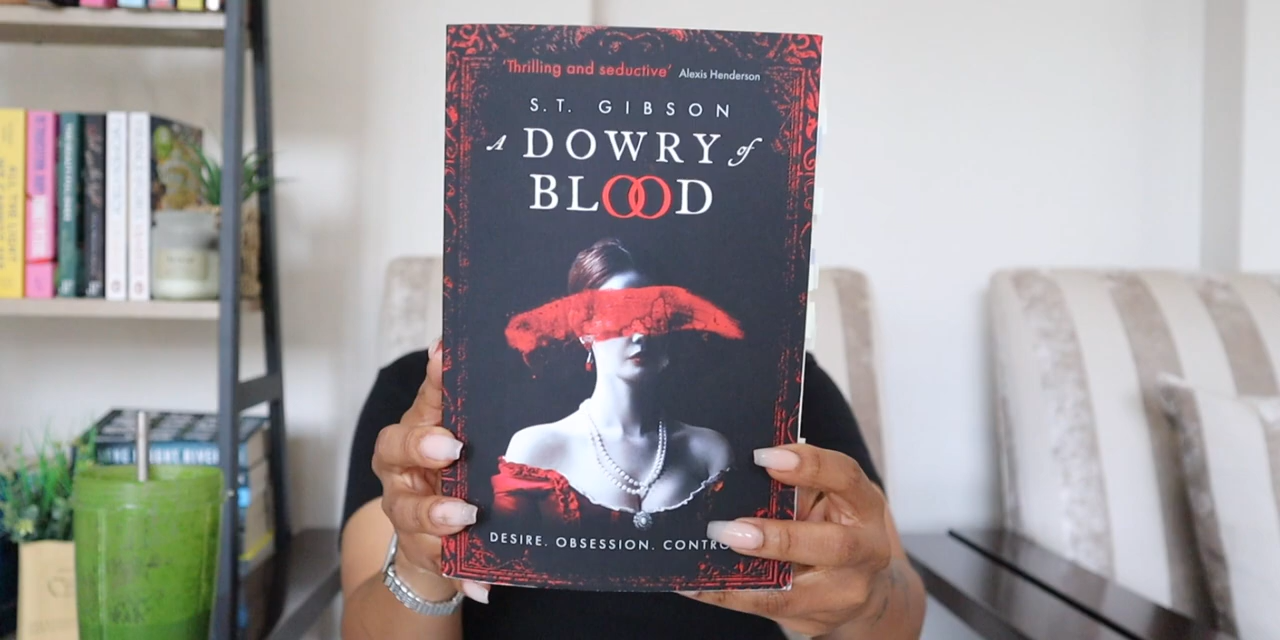 'Thrilling and seductive' Alexis Henderson
S.T. GIBSON
A DOWRY of
BLOOD
DESIRE. OBSESSION. CONTRO